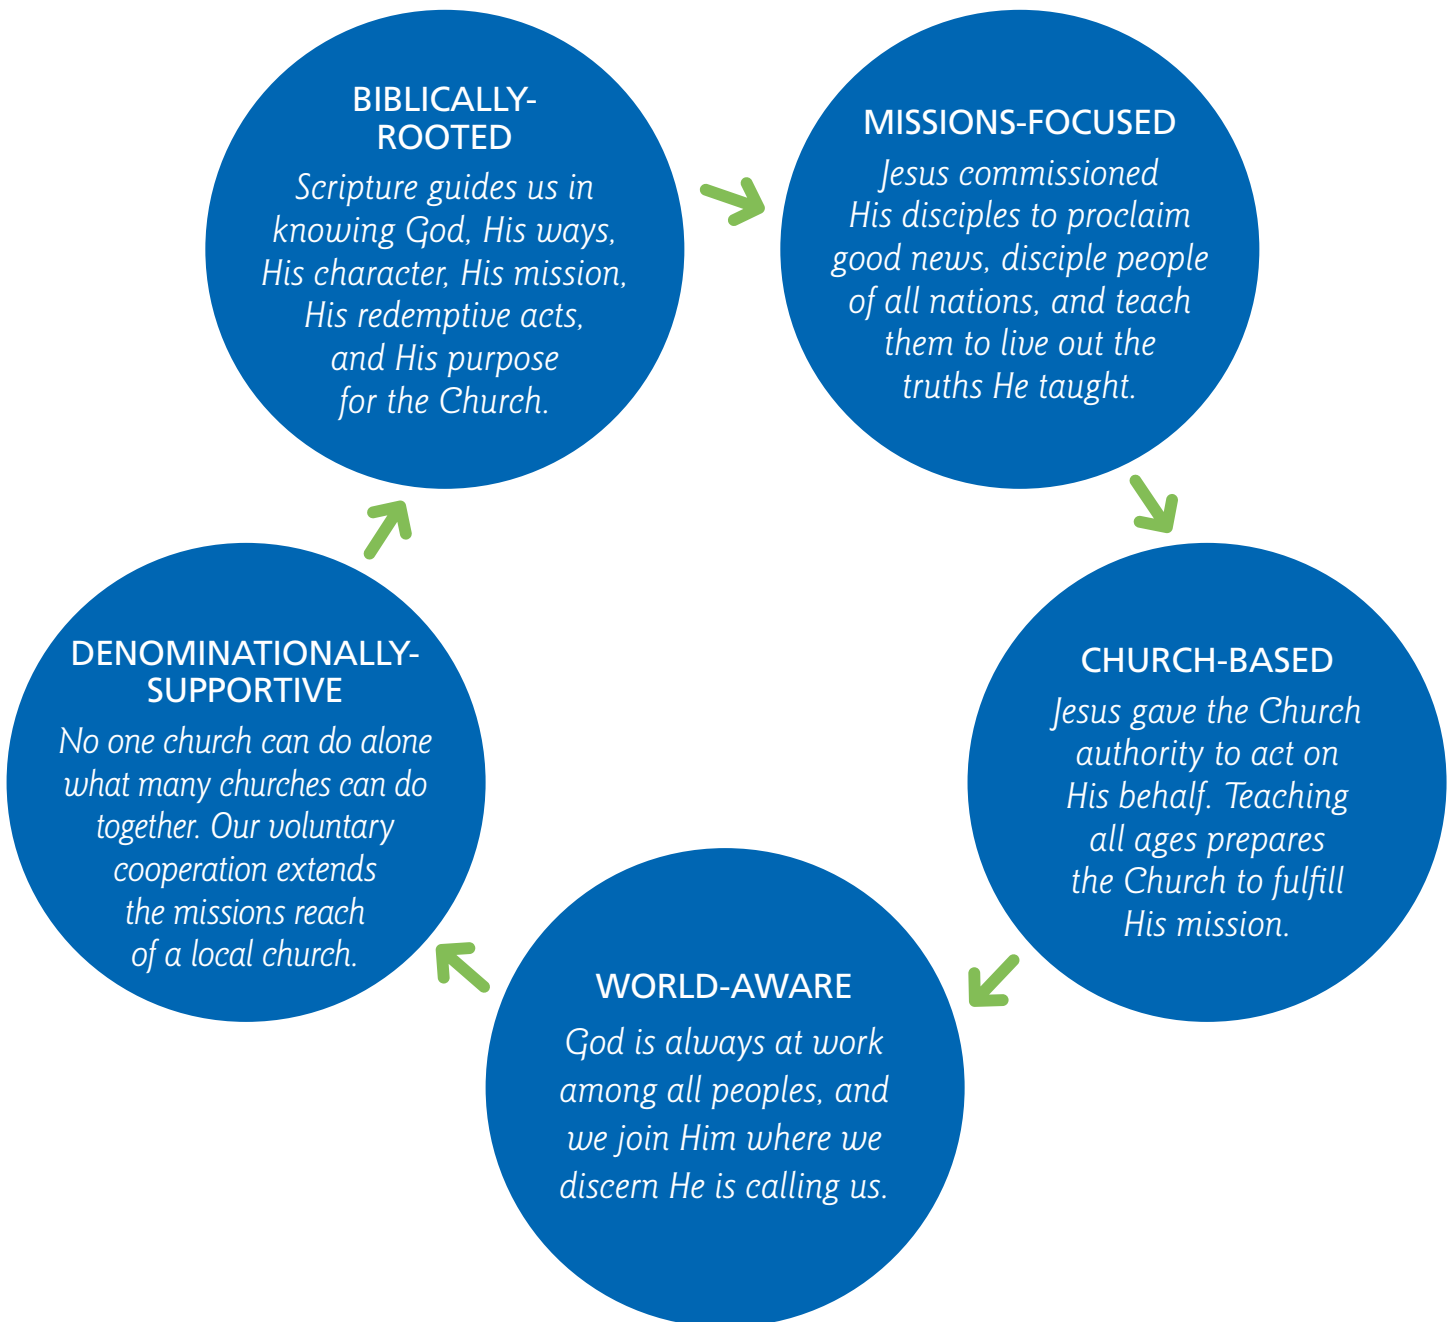 BIBLICALLY-
ROOTED
Scripture guides us in
knowing God, His ways,
His character, His mission,
His redemptive acts,
and His purpose
for the Church.
MISSIONS-FOCUSED
Jesus commissioned
His disciples to proclaim
good news, disciple people
of all nations, and teach
them to live out the
truths He taught.
CHURCH-BASED
Jesus gave the Church
authority to act on
His behalf. Teaching
all ages prepares
the Church to fulfill
His mission.
WORLD-AWARE
God is always at work
among all peoples, and
we join Him where we
discern He is calling us.
DENOMINATIONALLY-
SUPPORTIVE
No one church can do alone
what many churches can do
together. Our voluntary
cooperation extends
the missions reach
of a local church.